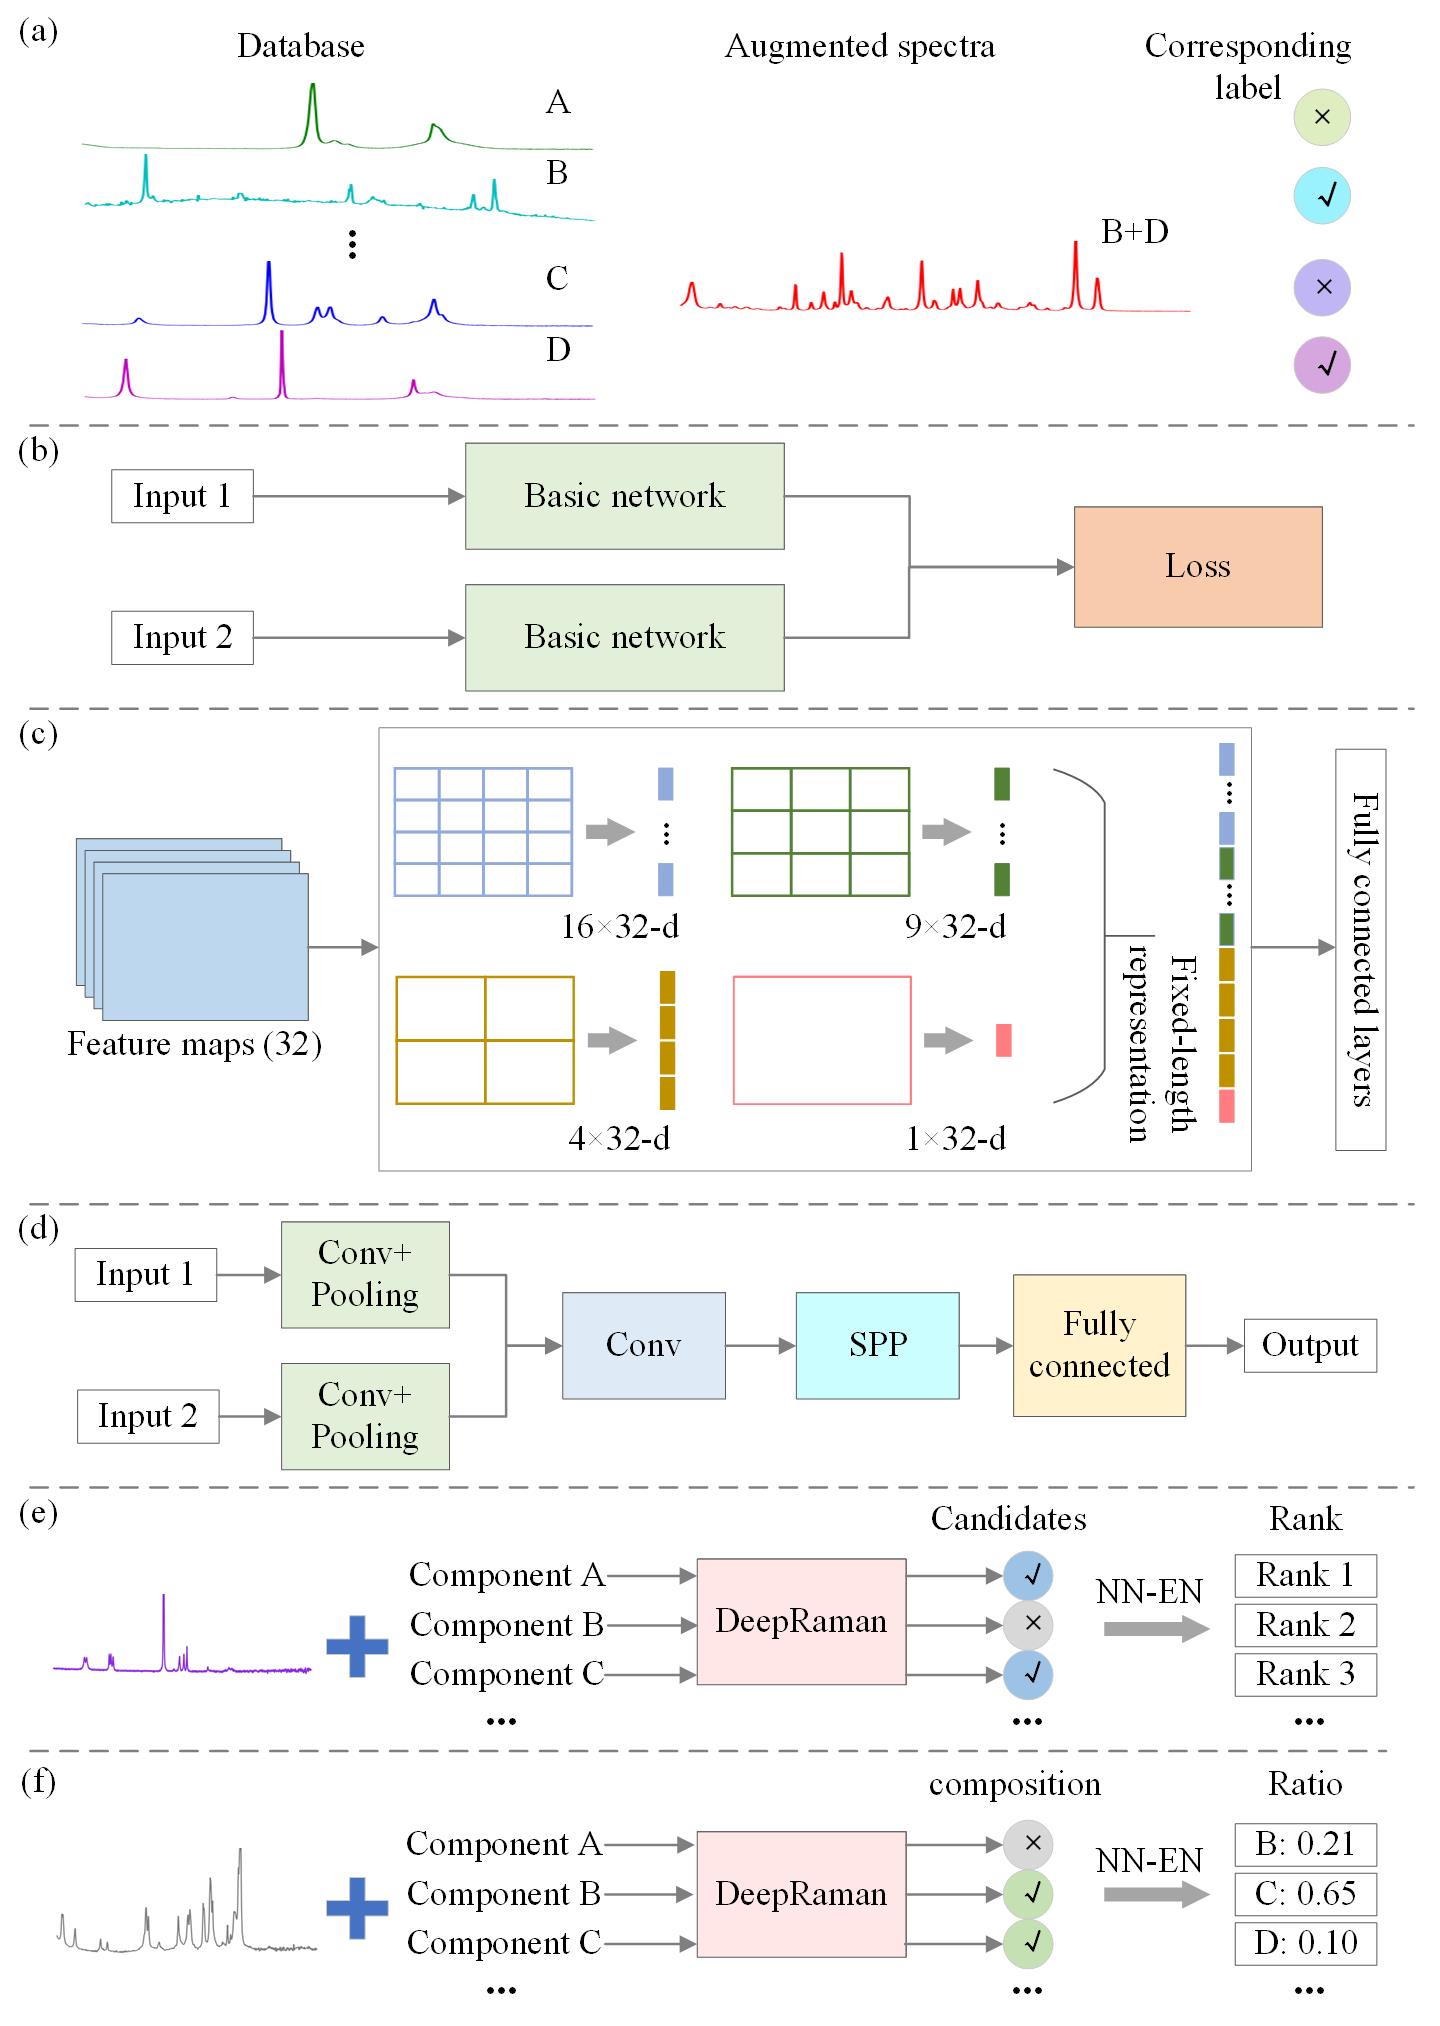 (a)
Database
Augmented spectra
Corresponding
label
A
×
B
√
B+D
C
×
D
√
(b)
Input 1
Basic network
Loss
Input 2
Basic network
(c)
16×32-d
9×32-d
Feature maps (32)
4×32-d
1×32-d
Fixed-length
representation
Fully connected layers
(d)
Input 1
Conv+
Pooling
Input 2
Conv+
Pooling
Conv
SPP
Fully
connected
Output
(e)
Candidates
Rank
Component A
Component B
Component C
...
DeepRaman
√
×
√
...
NN-EN
Rank 1
Rank 2
Rank 3
...
(f)
composition
Ratio
Component A
Component B
Component C
...
DeepRaman
×
√
√
...
NN-EN
B: 0.21
C: 0.65
D: 0.10
...